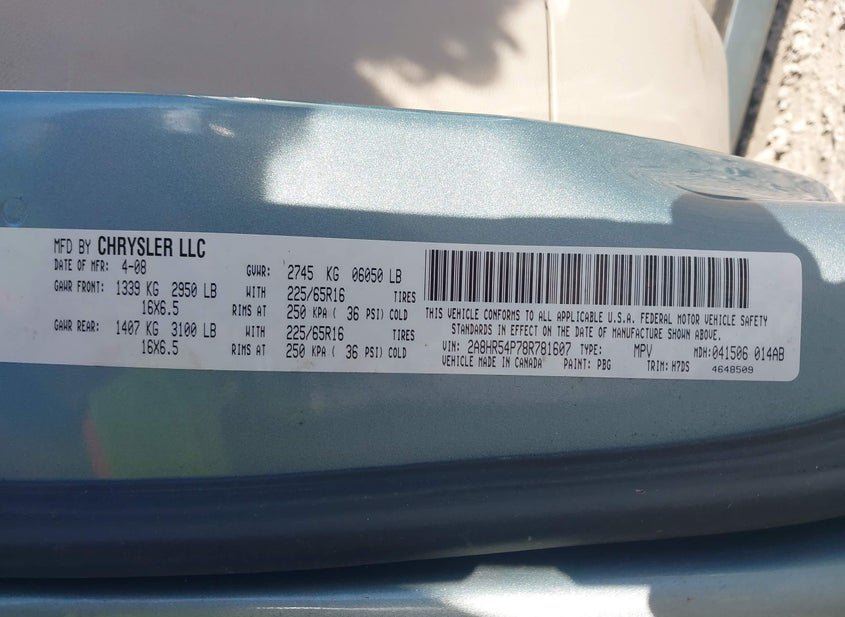 MFD BY CHRYSLER LLC
DATE OF MFR: 4-08 GVWR: 2745 KG 06050 LB
GAWR FRONT: 1339 KG 2950 LB WITH 225/65R16 TIRES
16X6.5 RIMS AT 250 KPA ( 36 PSI) COLD
GAWR REAR: 1407 KG 3100 LB WITH 225/65R16 TIRES
16X6.5 RIMS AT 250 KPA ( 36 PSI) COLD
THIS VEHICLE CONFORMS TO ALL APPLICABLE U.S.A. FEDERAL MOTOR VEHICLE SAFETY
STANDARDS IN EFFECT ON THE DATE OF MANUFACTURE SHOWN ABOVE.
VIN: 2A8HR54P78R781607 TYPE: MPV MDH: 041506 014AB
VEHICLE MADE IN CANADA PAINT: PBG TRIM: H7DS 4648509